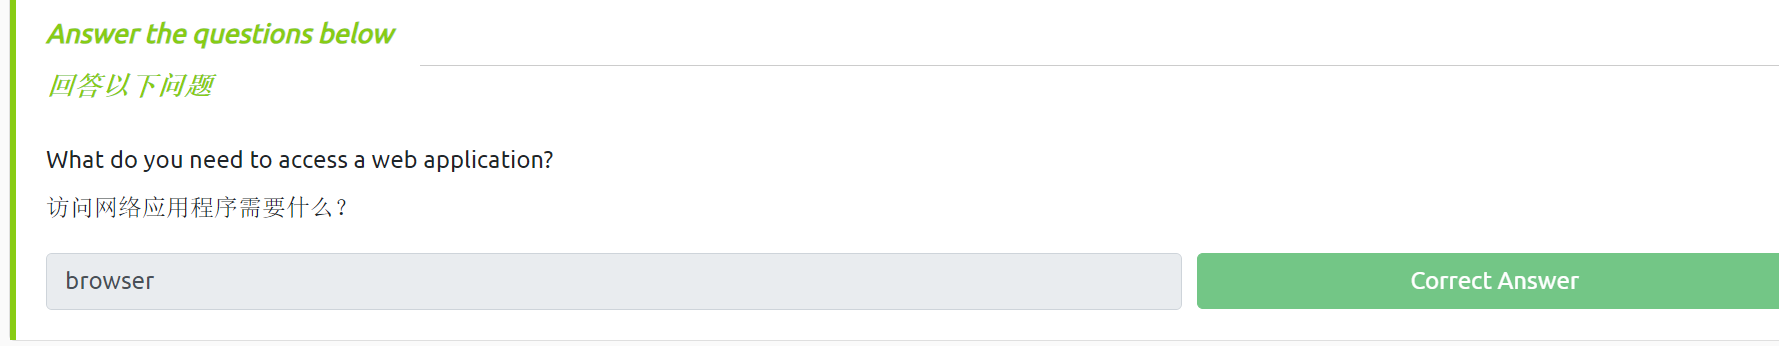 Answer the questions below
回答以下问题
What do you need to access a web application?
访问网络应用程序需要什么？
browser
Correct Answer